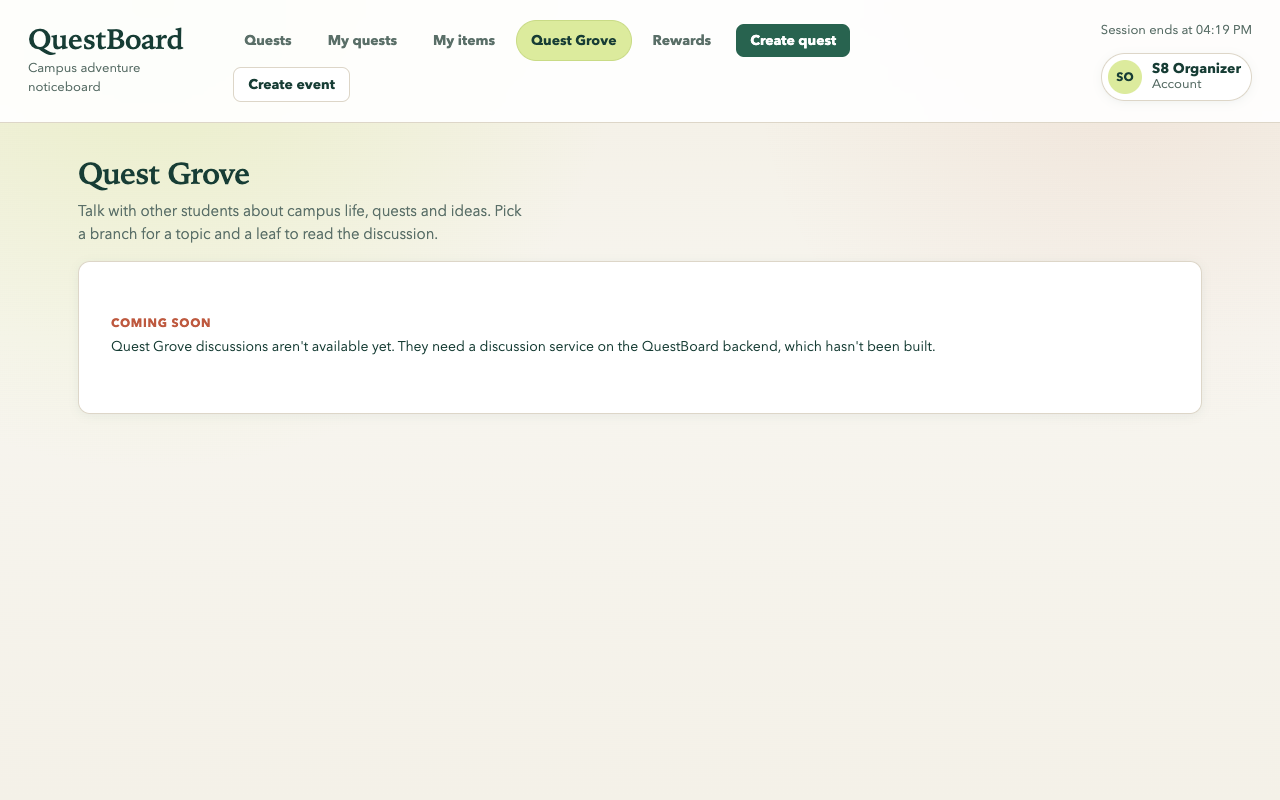 QuestBoard
Campus adventure
noticeboard
Quests
My quests
My items
Quest Grove
Rewards
Create quest
Create event
Session ends at 04:19 PM
SO
S8 Organizer
Account
Quest Grove
Talk with other students about campus life, quests and ideas. Pick
a branch for a topic and a leaf to read the discussion.
COMING SOON
Quest Grove discussions aren't available yet. They need a discussion service on the QuestBoard backend, which hasn't been built.